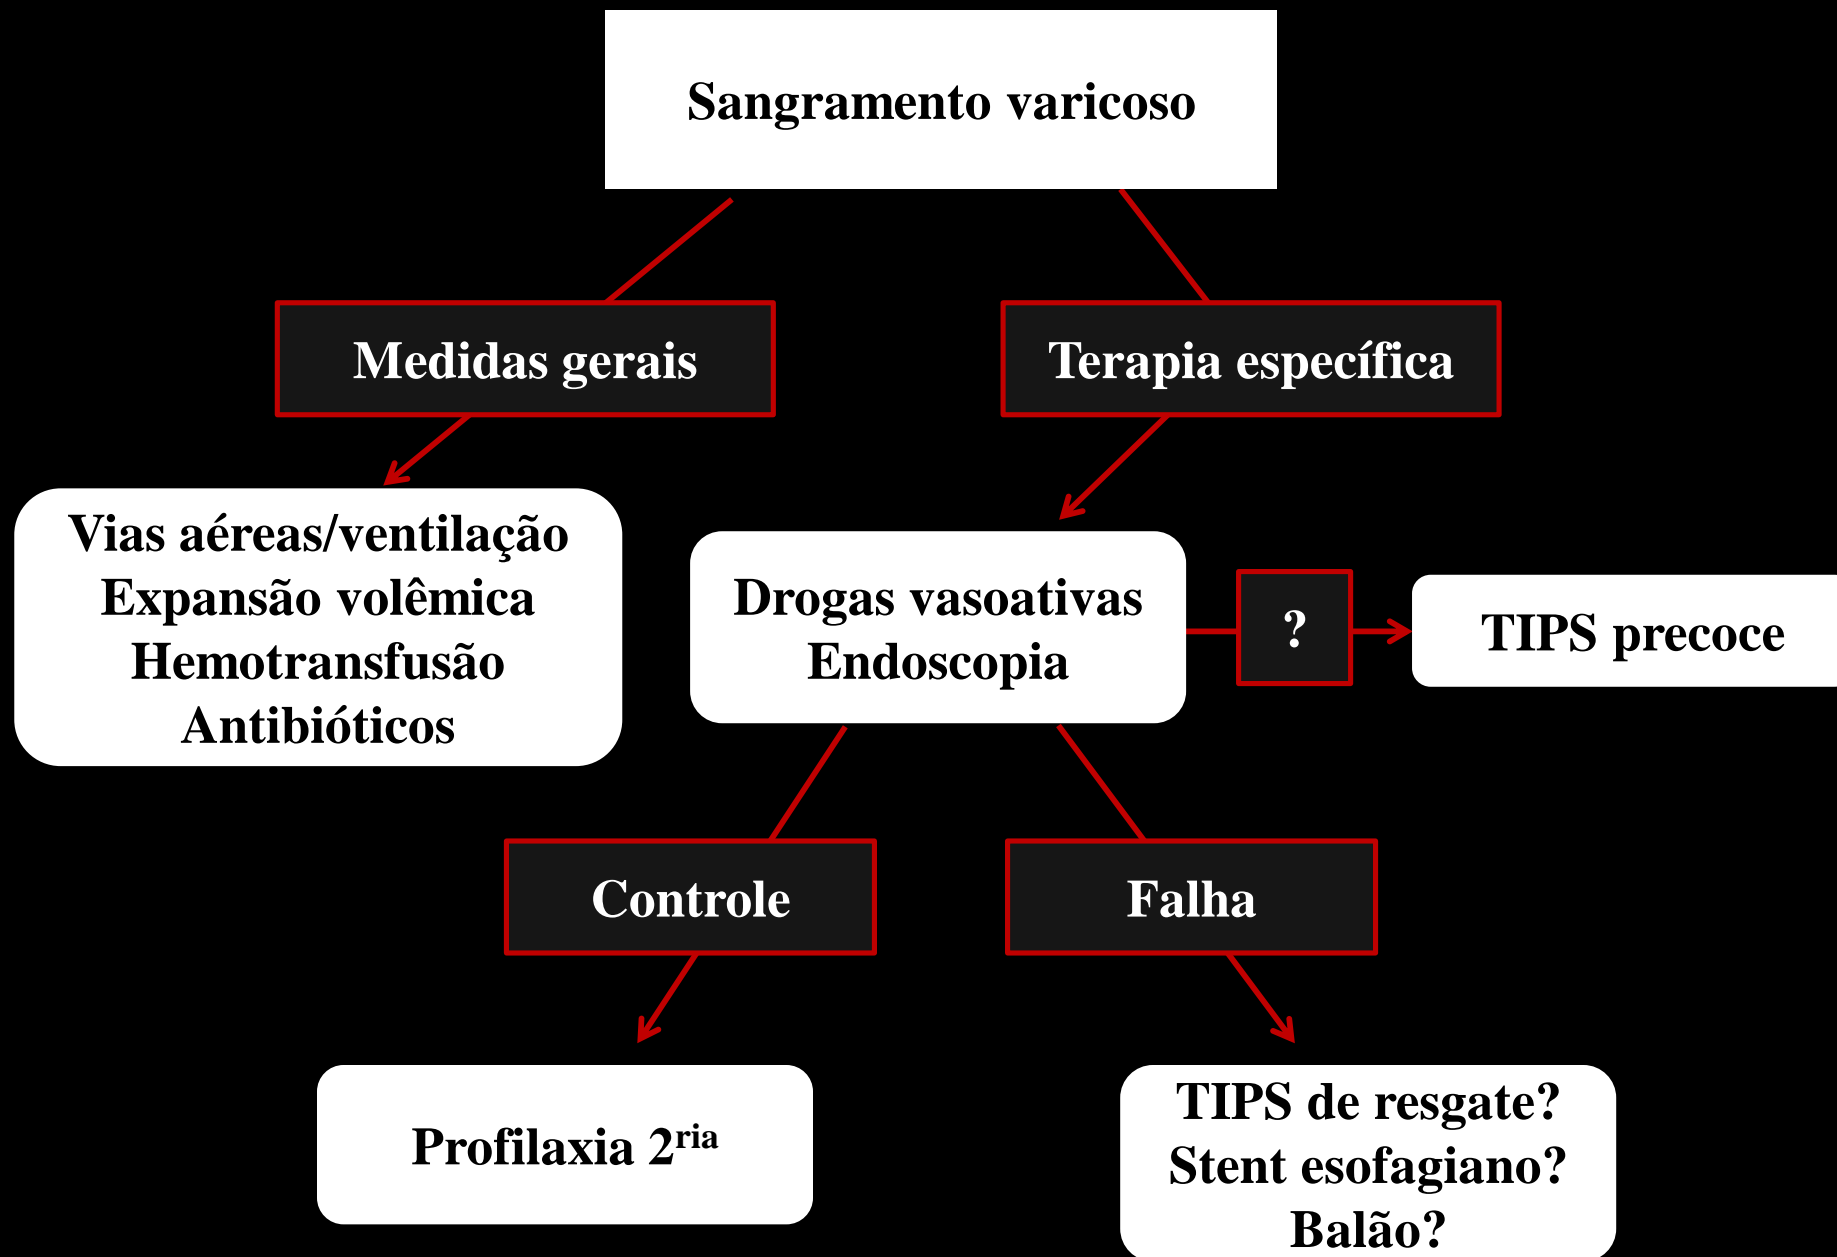 Sangramento varicoso
Medidas gerais
Terapia específica
Vias aéreas/ventilação
Expansão volêmica
Hemotransfusão
Antibióticos
Drogas vasoativas
Endoscopia
?
TIPS precoce
Controle
Falha
Profilaxia 2ria
TIPS de resgate?
Stent esofagiano?
Balão?